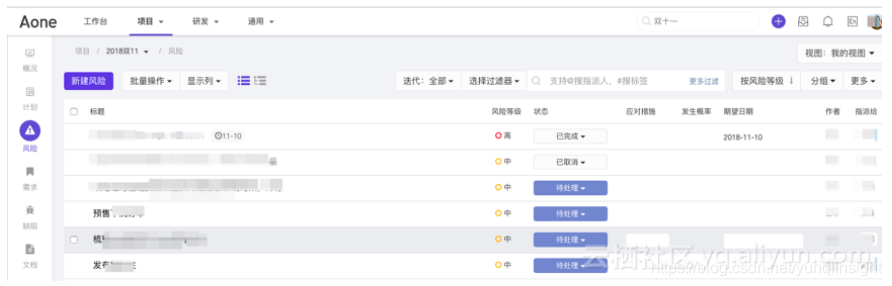 Aone 工作台 项目 研发 通用 双十一 En
项目 / 2018双11 / 风险 视图: 我的视图
概况
新建风险 批量操作 显示列 迭代: 全部 选择过滤器 支持@搜指派人, #搜标签 更多过滤 按风险等级 ↓ 分组 更多
计划
标题 风险等级 状态 应对措施 发生概率 期望日期 作者 指派给
风险
11-10 高 已完成 2018-11-10
中 已取消
需求
中 待处理
预售 中 待处理
缺陷
梳 中 待处理
发布 中 待处理
文档
云栖社区 yq.aliyun.com
https://blog.csdn.net/yunqiinsight